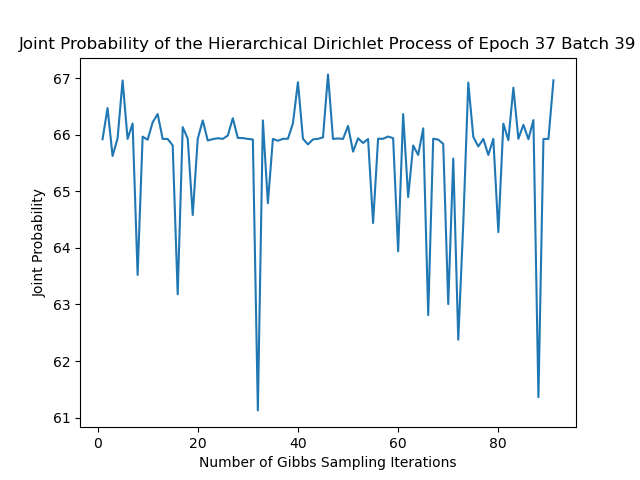 Joint Probability of the Hierarchical Dirichlet Process of Epoch 37 Batch 39
67
66
65
64
63
62
61
Joint Probability
0 20 40 60 80
Number of Gibbs Sampling Iterations